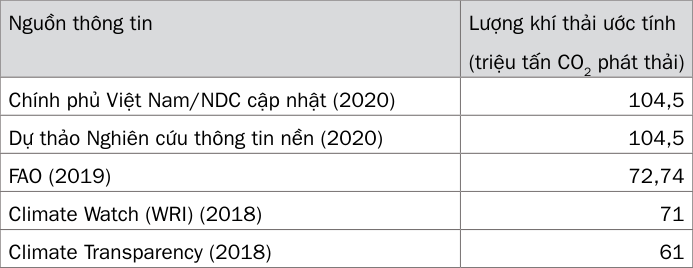 Nguồn thông tin
Lượng khí thải ước tính
(triệu tấn CO₂ phát thải)
Chính phủ Việt Nam/NDC cập nhật (2020) 104,5
Dự thảo Nghiên cứu thông tin nền (2020) 104,5
FAO (2019) 72,74
Climate Watch (WRI) (2018) 71
Climate Transparency (2018) 61